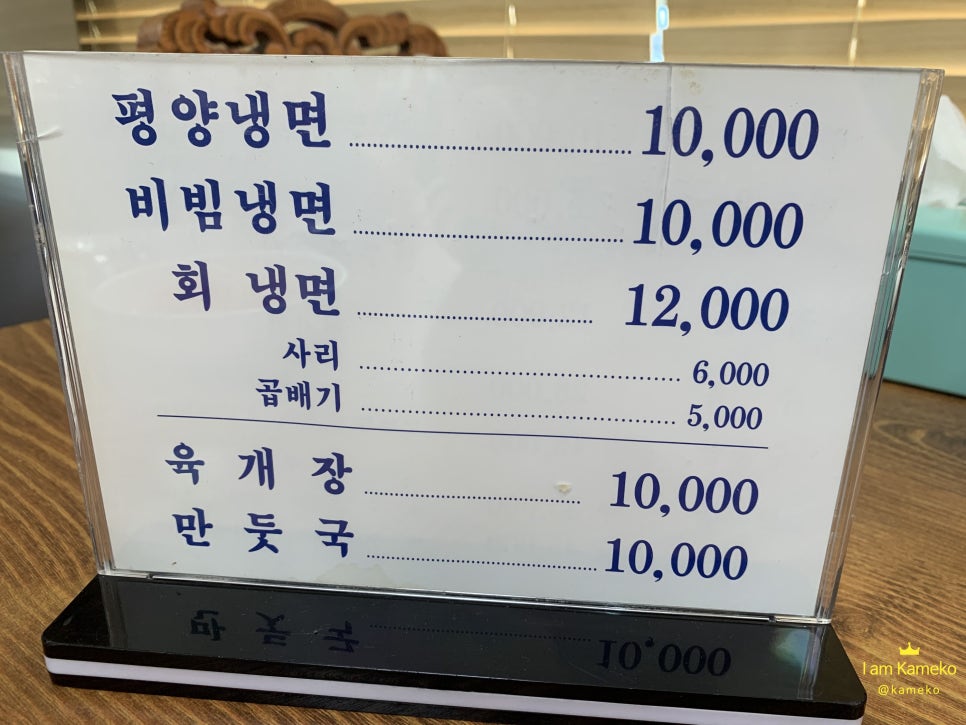 평양냉면 10,000
비빔냉면 10,000
회 냉면 12,000
사리 6,000
곱배기 5,000
육 개 장 10,000
만 둣 국 10,000
I am Kameko
@kameko